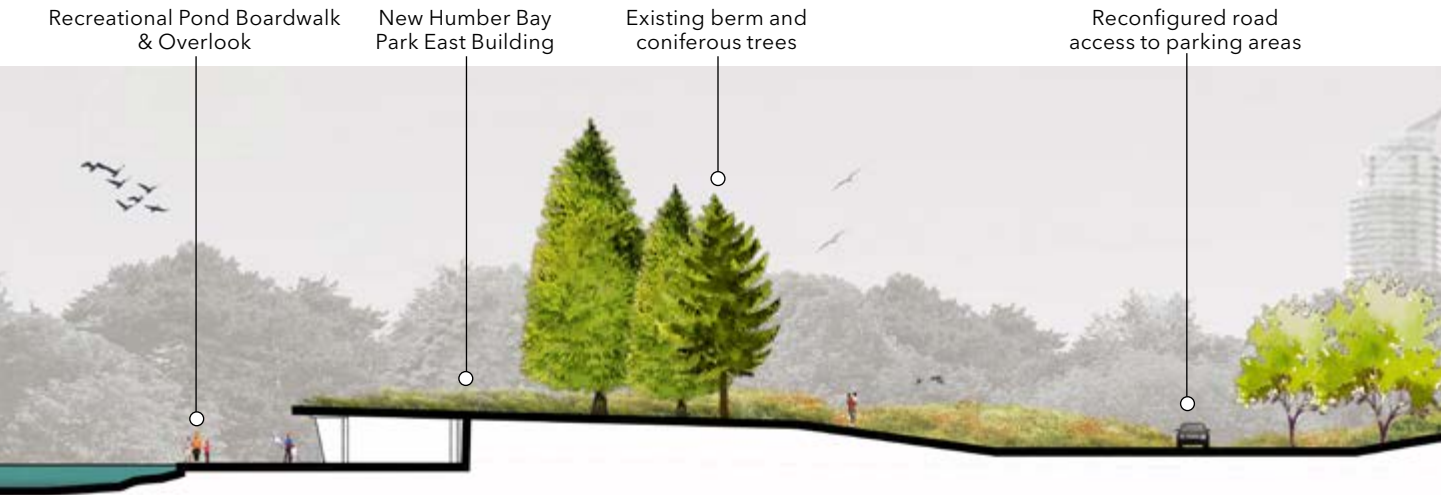 Recreational Pond Boardwalk
& Overlook
New Humber Bay
Park East Building
Existing berm and
coniferous trees
Reconfigured road
access to parking areas